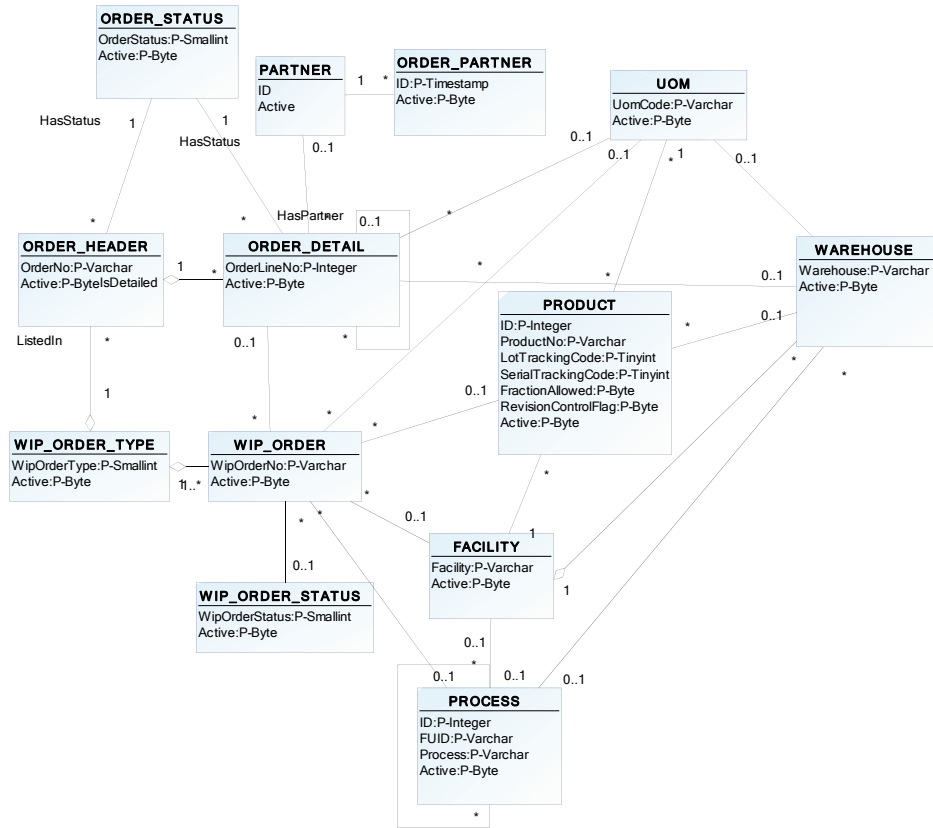 ORDER_STATUS
OrderStatus:P-Smallint
Active:P-Byte
PARTNER
ID
Active
1
*
ORDER_PARTNER
ID:P-Timestamp
Active:P-Byte
UOM
UomCode:P-Varchar
Active:P-Byte
HasStatus
1
1
HasStatus
0..1
0..1
0..1
*
1
0..1
*
*
HasPartner
*
0..1
*
ORDER_HEADER
OrderNo:P-Varchar
Active:P-Byte
IsDetailed
1
*
ORDER_DETAIL
OrderLineNo:P-Integer
Active:P-Byte
*
*
0..1
WAREHOUSE
Warehouse:P-Varchar
Active:P-Byte
ListedIn
*
0..1
*
PRODUCT
ID:P-Integer
ProductNo:P-Varchar
LotTrackingCode:P-Tinyint
SerialTrackingCode:P-Tinyint
FractionAllowed:P-Byte
RevisionControlFlag:P-Byte
Active:P-Byte
*
0..1
*
*
1
*
*
*
0..1
WIP_ORDER_TYPE
WipOrderType:P-Smallint
Active:P-Byte
1
1..*
WIP_ORDER
WipOrderNo:P-Varchar
Active:P-Byte
*
*
*
*
0..1
*
1
0..1
WIP_ORDER_STATUS
WipOrderStatus:P-Smallint
Active:P-Byte
FACILITY
Facility:P-Varchar
Active:P-Byte
1
0..1
*
0..1
0..1
0..1
PROCESS
ID:P-Integer
FUID:P-Varchar
Process:P-Varchar
Active:P-Byte
*